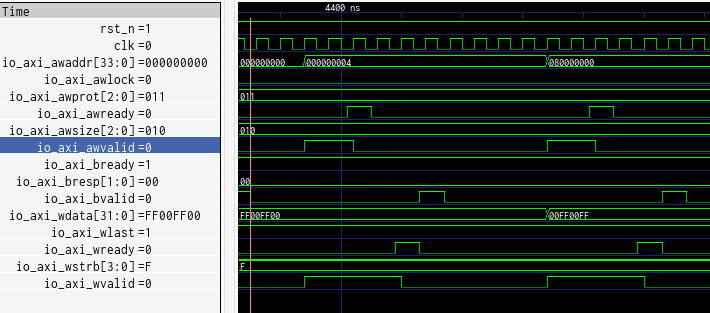 Time
4400 ns
rst_n =1
clk =0
io_axi_awaddr[33:0] =000000000 000000000 000000004 080000000
io_axi_awlock =0
io_axi_awprot[2:0] =011 011
io_axi_awready =0
io_axi_awsize[2:0] =010 010
io_axi_awvalid =0
io_axi_bready =1
io_axi_bresp[1:0] =00 00
io_axi_bvalid =0
io_axi_wdata[31:0] =FF00FF00 FF00FF00 00FF00FF
io_axi_wlast =1
io_axi_wready =0
io_axi_wstrb[3:0] =F F
io_axi_wvalid =0